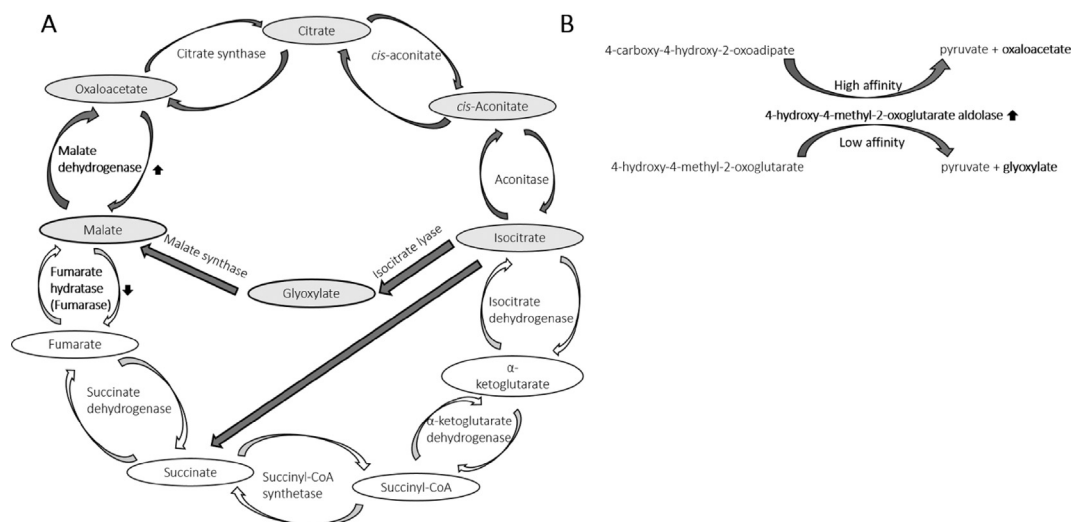 A
Citrate
Citrate synthase
cis-aconitate
Oxaloacetate
cis-Aconitate
Malate
dehydrogenase
Aconitase
Malate
Malate synthase
Isocitrate lyase
Isocitrate
Glyoxylate
Fumarate
hydratase
(Fumarase)
Isocitrate
dehydrogenase
Fumarate
α-
ketoglutarate
Succinate
dehydrogenase
α-ketoglutarate
dehydrogenase
Succinate
Succinyl-CoA
synthetase
Succinyl-CoA
B
4-carboxy-4-hydroxy-2-oxoadipate
pyruvate + oxaloacetate
High affinity
4-hydroxy-4-methyl-2-oxoglutarate aldolase
Low affinity
4-hydroxy-4-methyl-2-oxoglutarate
pyruvate + glyoxylate